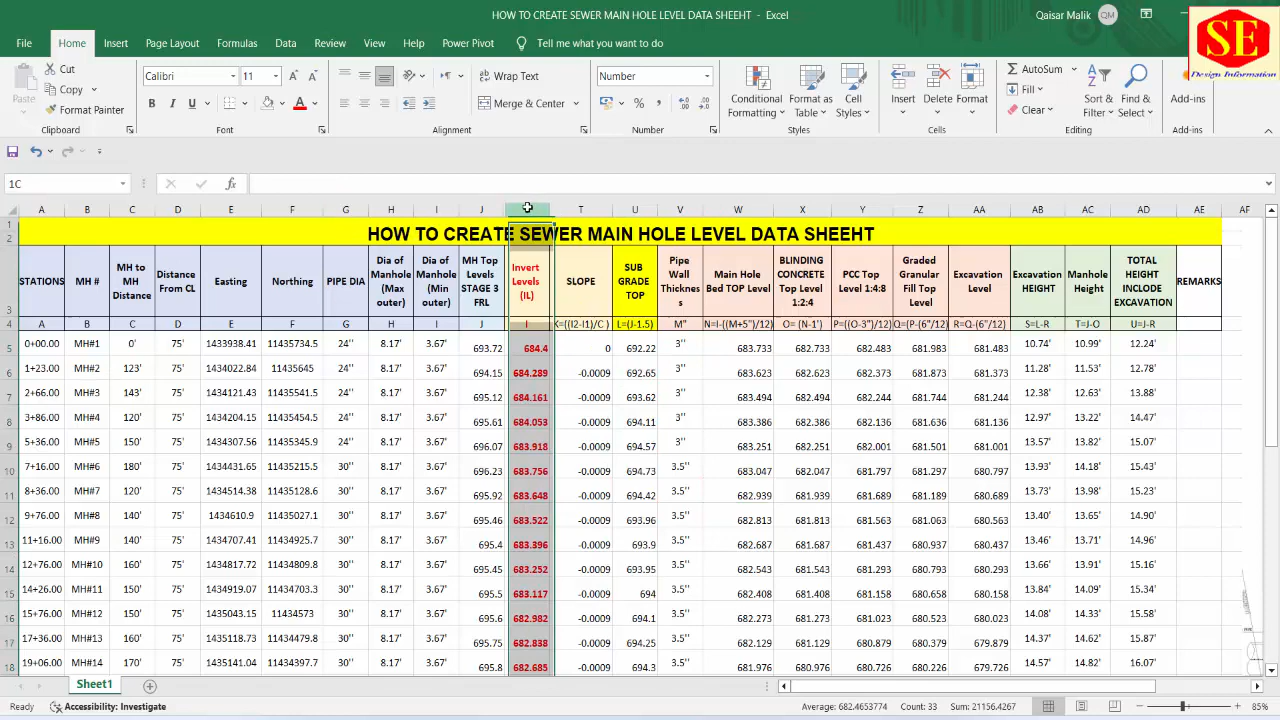 HOW TO CREATE SEWER MAIN HOLE LEVEL DATA SHEEHT - Excel
Qaisar Malik QM
SE
Design Information
File Home Insert Page Layout Formulas Data Review View Help Power Pivot Tell me what you want to do
Paste Cut Copy Format Painter
Clipboard
Calibri 11
B I U A
Font
Wrap Text
Merge & Center
Alignment
Number
% ,
Number
Conditional Formatting Format as Table Cell Styles
Styles
Insert Delete Format
Cells
AutoSum Fill Clear Sort & Filter Find & Select
Editing
Add-ins
Add-ins
1C fx
A B C D E F G H I J T U V W X Y Z AA AB AC AD AE AF
1
2 HOW TO CREATE SEWER MAIN HOLE LEVEL DATA SHEEHT
3 STATIONS MH # MH to MH Distance Distance From CL Easting Northing PIPE DIA Dia of Manhole (Max outer) Dia of Manhole (Min outer) MH Top Levels STAGE 3 FRL Invert Levels (IL) SLOPE SUB GRADE TOP Pipe Wall Thicknes s Main Hole Bed TOP Level BLINDING CONCRETE Top Level 1:2:4 PCC Top Level 1:4:8 Graded Granular Fill Top Level Excavation Level Excavation HEIGHT Manhole Height TOTAL HEIGHT INCLUDE EXCAVATION REMARKS
4 A B C D E F G H I J I K=((I2-I1)/C ) L=(J-1.5) M" N=I-((M+5")/12) O= (N-1') P=((O-3")/12) Q=(P-(6"/12) R=Q-(6"/12) S=L-R T=J-O U=J-R
5 0+00.00 MH#1 0' 75' 1433938.41 11435734.5 24'' 8.17' 3.67' 693.72 684.4 0 692.22 3'' 683.733 682.733 682.483 681.983 681.483 10.74' 10.99' 12.24'
6 1+23.00 MH#2 123' 75' 1434022.84 11435645 24'' 8.17' 3.67' 694.15 684.289 -0.0009 692.65 3'' 683.623 682.623 682.373 681.873 681.373 11.28' 11.53' 12.78'
7 2+66.00 MH#3 143' 75' 1434121.43 11435541.5 24'' 8.17' 3.67' 695.12 684.161 -0.0009 693.62 3'' 683.494 682.494 682.244 681.744 681.244 12.38' 12.63' 13.88'
8 3+86.00 MH#4 120' 75' 1434204.15 11435454.5 24'' 8.17' 3.67' 695.61 684.053 -0.0009 694.11 3'' 683.386 682.386 682.136 681.636 681.136 12.97' 13.22' 14.47'
9 5+36.00 MH#5 150' 75' 1434307.56 11435345.9 24'' 8.17' 3.67' 696.07 683.918 -0.0009 694.57 3'' 683.251 682.251 682.001 681.501 681.001 13.57' 13.82' 15.07'
10 7+16.00 MH#6 180' 75' 1434431.65 11435215.5 30'' 8.17' 3.67' 696.23 683.756 -0.0009 694.73 3.5'' 683.047 682.047 681.797 681.297 680.797 13.93' 14.18' 15.43'
11 8+36.00 MH#7 120' 75' 1434514.38 11435128.6 30'' 8.17' 3.67' 695.92 683.648 -0.0009 694.42 3.5'' 682.939 681.939 681.689 681.189 680.689 13.73' 13.98' 15.23'
12 9+76.00 MH#8 140' 75' 1434610.9 11435027.1 30'' 8.17' 3.67' 695.46 683.522 -0.0009 693.96 3.5'' 682.813 681.813 681.563 681.063 680.563 13.40' 13.65' 14.90'
13 11+16.00 MH#9 140' 75' 1434707.41 11434925.7 30'' 8.17' 3.67' 695.4 683.396 -0.0009 693.9 3.5'' 682.687 681.687 681.437 680.937 680.437 13.46' 13.71' 14.96'
14 12+76.00 MH#10 160' 75' 1434817.72 11434809.8 30'' 8.17' 3.67' 695.45 683.252 -0.0009 693.95 3.5'' 682.543 681.543 681.293 680.793 680.293 13.66' 13.91' 15.16'
15 14+26.00 MH#11 150' 75' 1434919.07 11434703.3 30'' 8.17' 3.67' 695.5 683.117 -0.0009 694 3.5'' 682.408 681.408 681.158 680.658 680.158 13.84' 14.09' 15.34'
16 15+76.00 MH#12 150' 75' 1435043.15 11434573 30'' 8.17' 3.67' 695.6 682.982 -0.0009 694.1 3.5'' 682.273 681.273 681.023 680.523 680.023 14.08' 14.33' 15.58'
17 17+36.00 MH#13 160' 75' 1435118.73 11434479.8 30'' 8.17' 3.67' 695.75 682.838 -0.0009 694.25 3.5'' 682.129 681.129 680.879 680.379 679.879 14.37' 14.62' 15.87'
18 19+06.00 MH#14 170' 75' 1435141.04 11434397.7 30'' 8.17' 3.67' 695.8 682.685 -0.0009 694.3 3.5'' 681.976 680.976 680.726 680.226 679.726 14.57' 14.82' 16.07'
Sheet1
Ready Accessibility: Investigate Average: 682.4653774 Count: 33 Sum: 21156.4267 85%